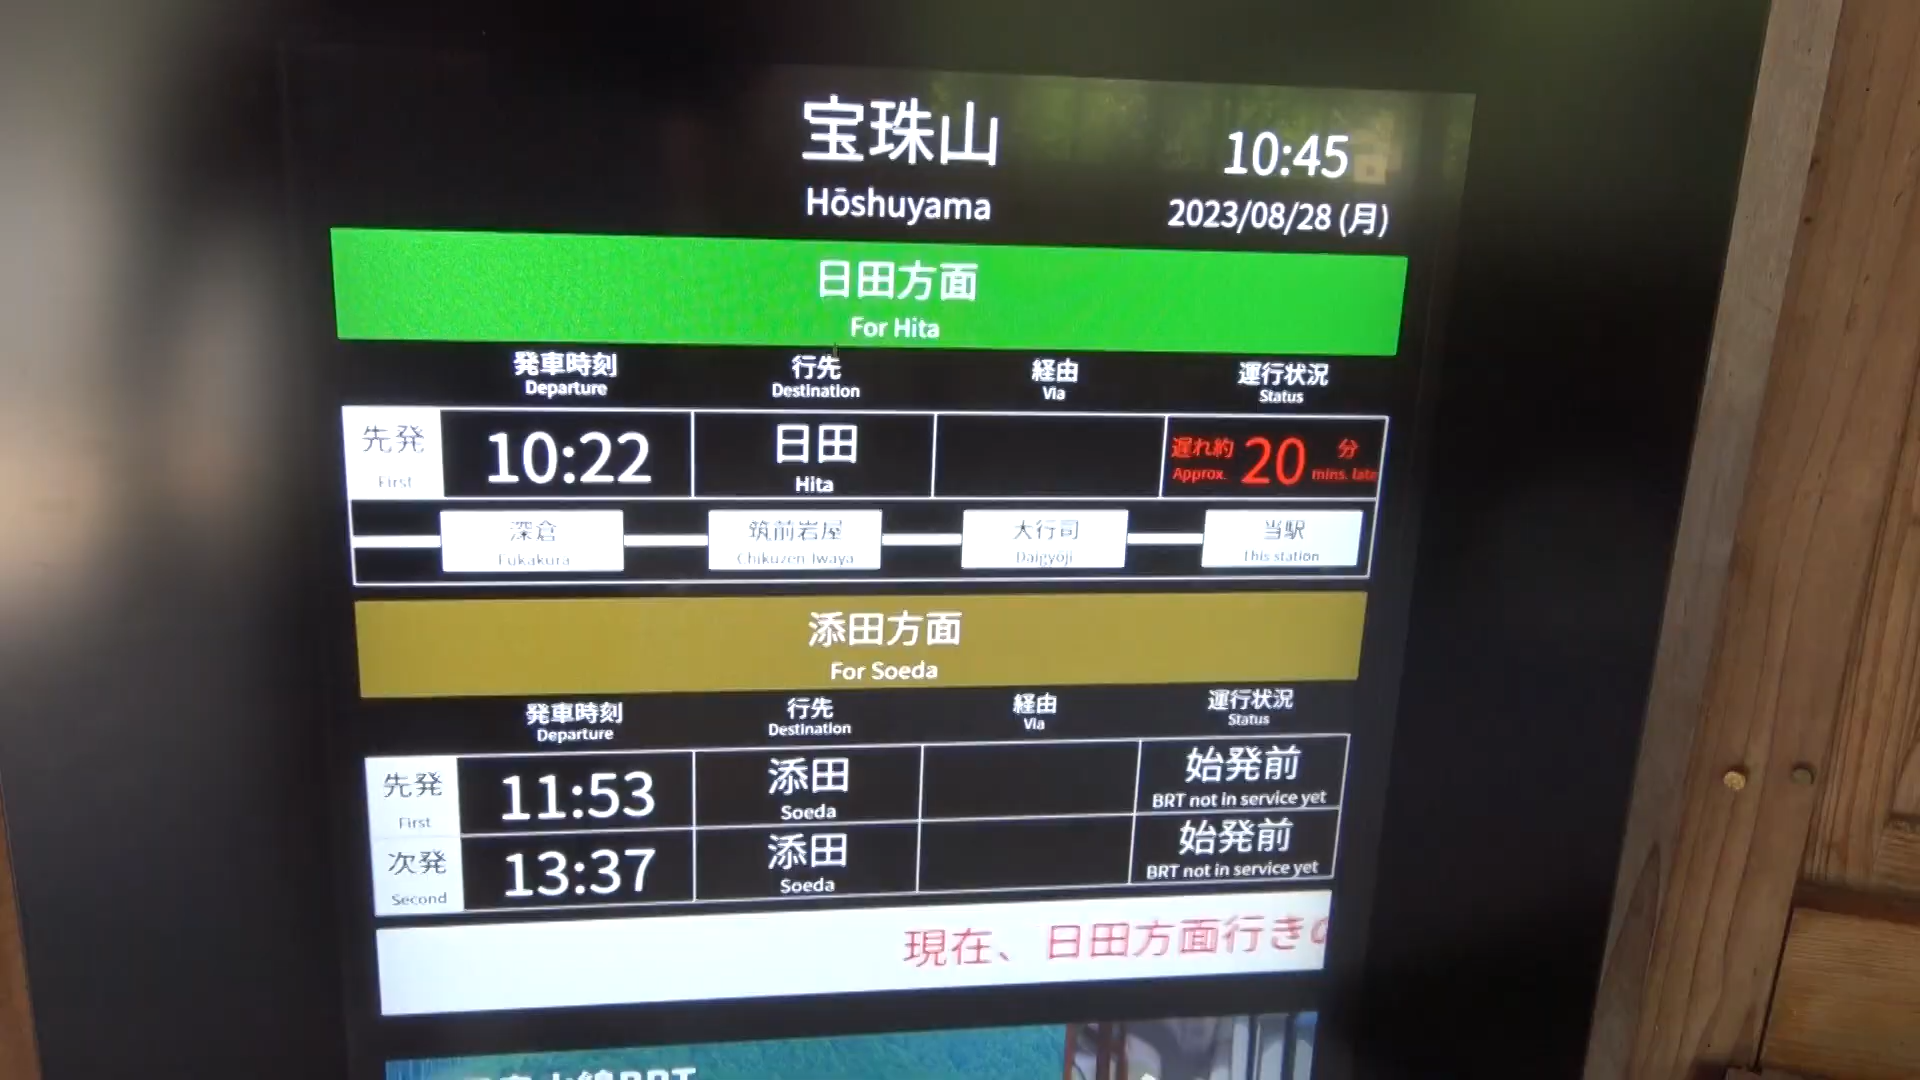 宝珠山
Hōshuyama
10:45
2023/08/28 (月)
日田方面
For Hita
発車時刻 行先 経由 運行状況
Departure Destination Via Status
先発 10:22 日田 遅れ約 20 分
First Hita Approx. mins. late
深倉 筑前岩屋 大行司 当駅
Fukakura Chikuzen Iwaya Daigyoji This station
添田方面
For Soeda
発車時刻 行先 経由 運行状況
Departure Destination Via Status
先発 11:53 添田 始発前
First Soeda BRT not in service yet
次発 13:37 添田 始発前
Second Soeda BRT not in service yet
現在、日田方面行き